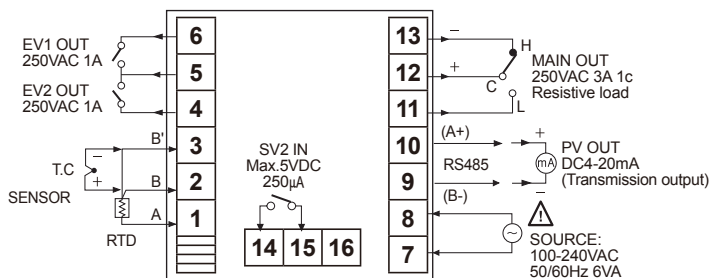 EV1 OUT
250VAC 1A
EV2 OUT
250VAC 1A
6
5
4
3
2
1
B'
B
A
T.C
−
+
SENSOR
RTD
SV2 IN
Max.5VDC
250µA
14 15 16
13
12
11
10
9
8
7
−
+
H
C
L
MAIN OUT
250VAC 3A 1c
Resistive load
(A+)
RS485
(B-)
+
mA
−
PV OUT
DC4-20mA
(Transmission output)
!
SOURCE:
100-240VAC
50/60Hz 6VA